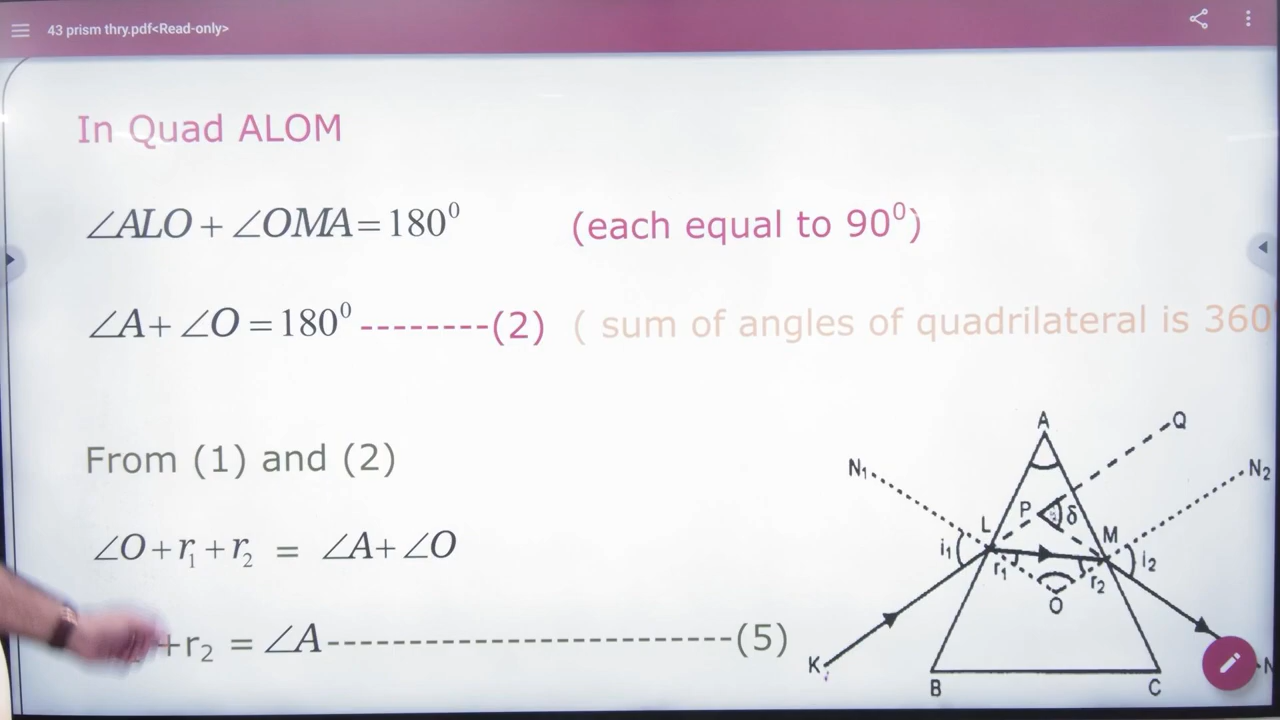 43 prism thry.pdf<Read-only>
In Quad ALOM
∠ALO + ∠OMA = 180⁰ (each equal to 90⁰)
∠A + ∠O = 180⁰ --------(2) ( sum of angles of quadrilateral is 360
From (1) and (2)
∠O + r₁ + r₂ = ∠A + ∠O
+r₂ = ∠A-------------------------(5)
A
Q
N₁
N₂
P
δ
L
M
i₁
i₂
r₁
r₂
O
K
N
B
C